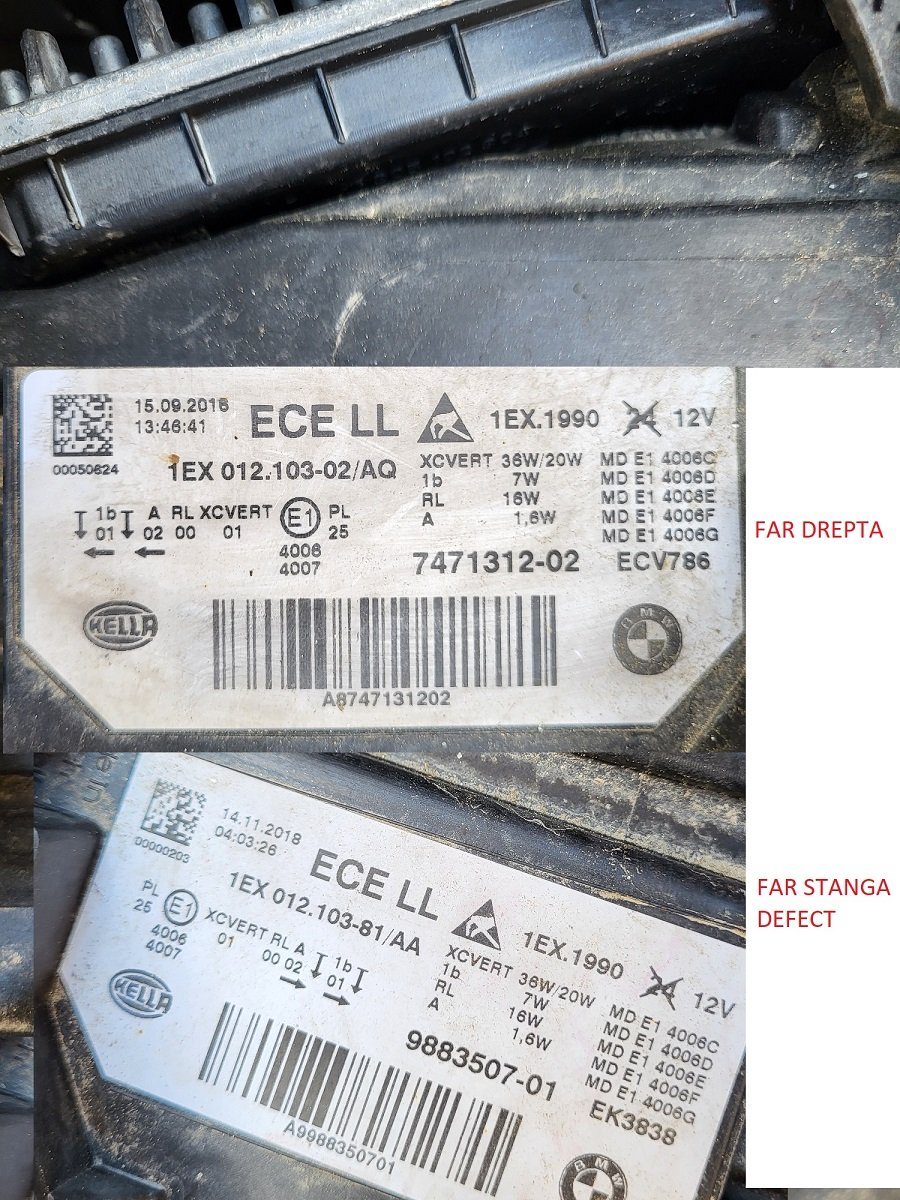 15.09.2016
13:46:41
00050624
ECE LL
1EX.1990 24 12V
1EX 012.103-02/AQ
XCVERT 36W/20W
1b 7W
RL 16W
A 1,6W
MD E1 4006C
MD E1 4006D
MD E1 4006E
MD E1 4006F
MD E1 4006G
1b A RL XCVERT E1 PL
01 02 00 01 25
4006
4007
7471312-02 ECV786
HELLA
BMW
A8747131202
FAR DREPTA
14.11.2018
04:03:26
00000203
ECE LL
1EX.1990 24 12V
1EX 012.103-81/AA
PL E1 XCVERT RL A 1b
25 01 00 02 01
4006
4007
XCVERT 36W/20W
1b 7W
RL 16W
A 1,6W
MD E1 4006C
MD E1 4006D
MD E1 4006E
MD E1 4006F
MD E1 4006G
9883507-01
EK3838
HELLA
BMW
A9988350701
FAR STANGA
DEFECT